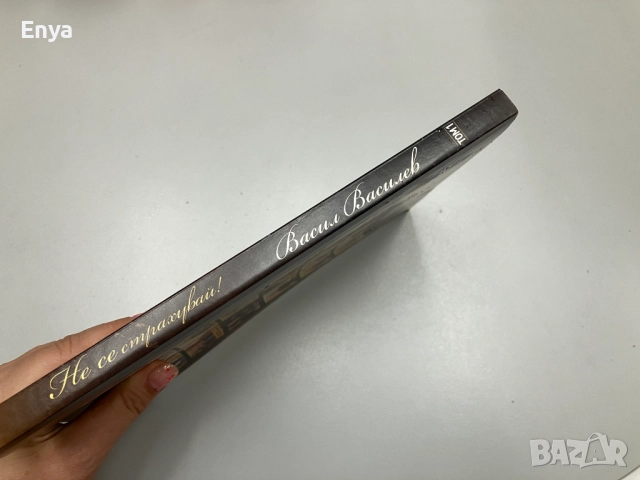 Enya
Не се страхувай!
Васил Василев
ТОМ 1
BAZAR